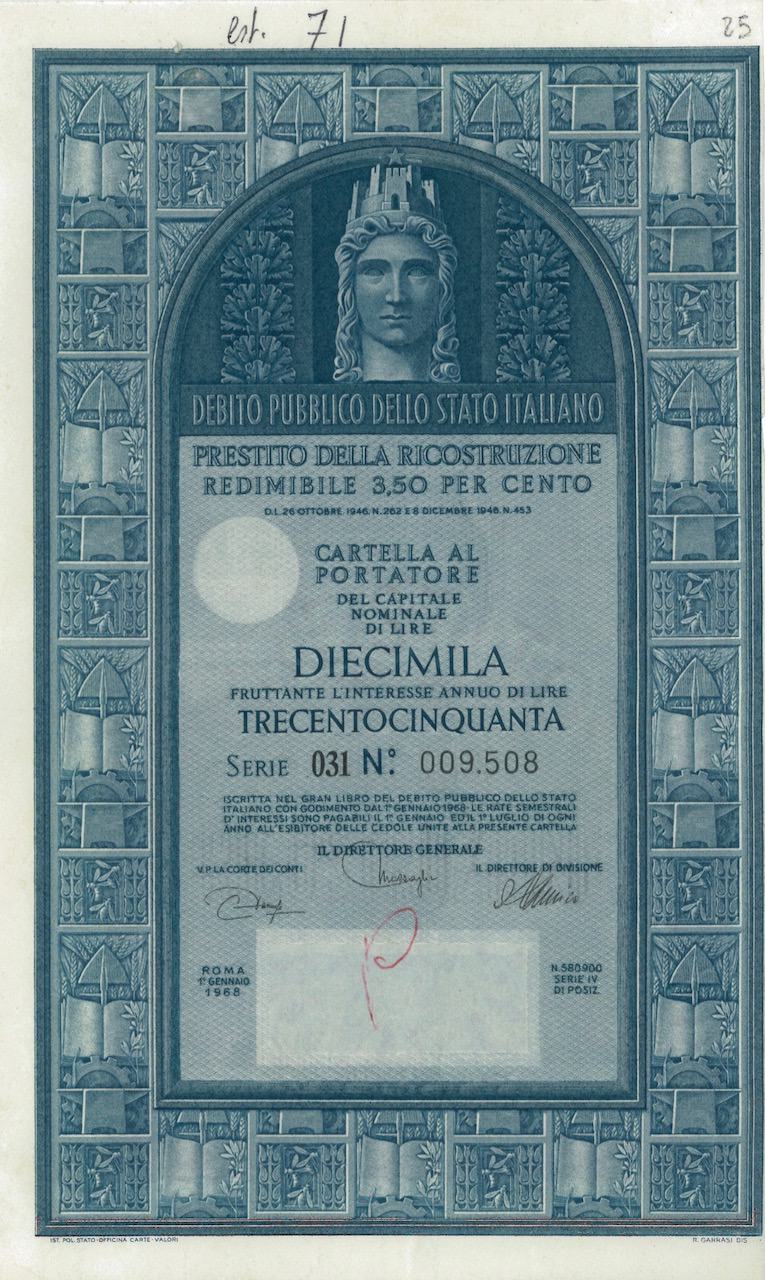 est. 71
25
DEBITO PUBBLICO DELLO STATO ITALIANO
PRESTITO DELLA RICOSTRUZIONE
REDIMIBILE 3,50 PER CENTO
D.L. 26 OTTOBRE 1946. N. 262 E 8 DICEMBRE 1946. N. 453
CARTELLA AL
PORTATORE
DEL CAPITALE
NOMINALE
DI LIRE
DIECIMILA
FRUTTANTE L'INTERESSE ANNUO DI LIRE
TRECENTOCINQUANTA
SERIE 031 N.° 009.508
ISCRITTA NEL GRAN LIBRO DEL DEBITO PUBBLICO DELLO STATO
ITALIANO CON GODIMENTO DAL 1° GENNAIO 1968 - LE RATE SEMESTRALI
D'INTERESSI SONO PAGABILI IL 1° GENNAIO ED IL 1° LUGLIO DI OGNI
ANNO ALL'ESIBITORE DELLE CEDOLE UNITE ALLA PRESENTE CARTELLA
IL DIRETTORE GENERALE
V. P. LA CORTE DEI CONTI
IL DIRETTORE DI DIVISIONE
P
ROMA
1° GENNAIO
1968
N. 580900
SERIE IV
DI POSIZ.
IST. POL. STATO - OFFICINA CARTE - VALORI
R. GARRASI DIS